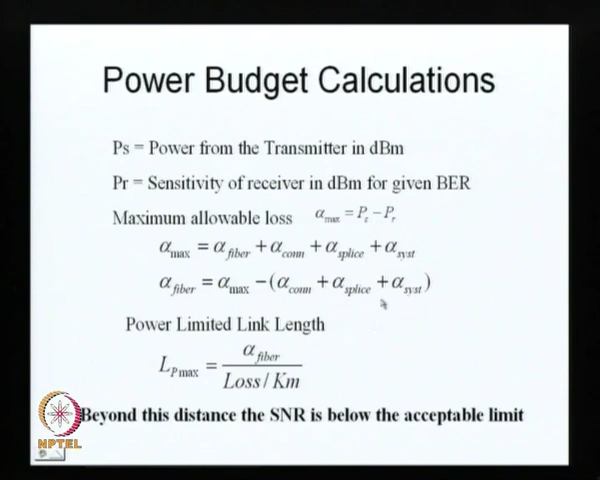 Power Budget Calculations
Ps = Power from the Transmitter in dBm
Pr = Sensitivity of receiver in dBm for given BER
Maximum allowable loss α_max = P_s − P_r
α_max = α_fiber + α_conn + α_splice + α_syst
α_fiber = α_max − (α_conn + α_splice + α_syst)
Power Limited Link Length
L_Pmax = α_fiber / Loss / Km
Beyond this distance the SNR is below the acceptable limit
NPTEL